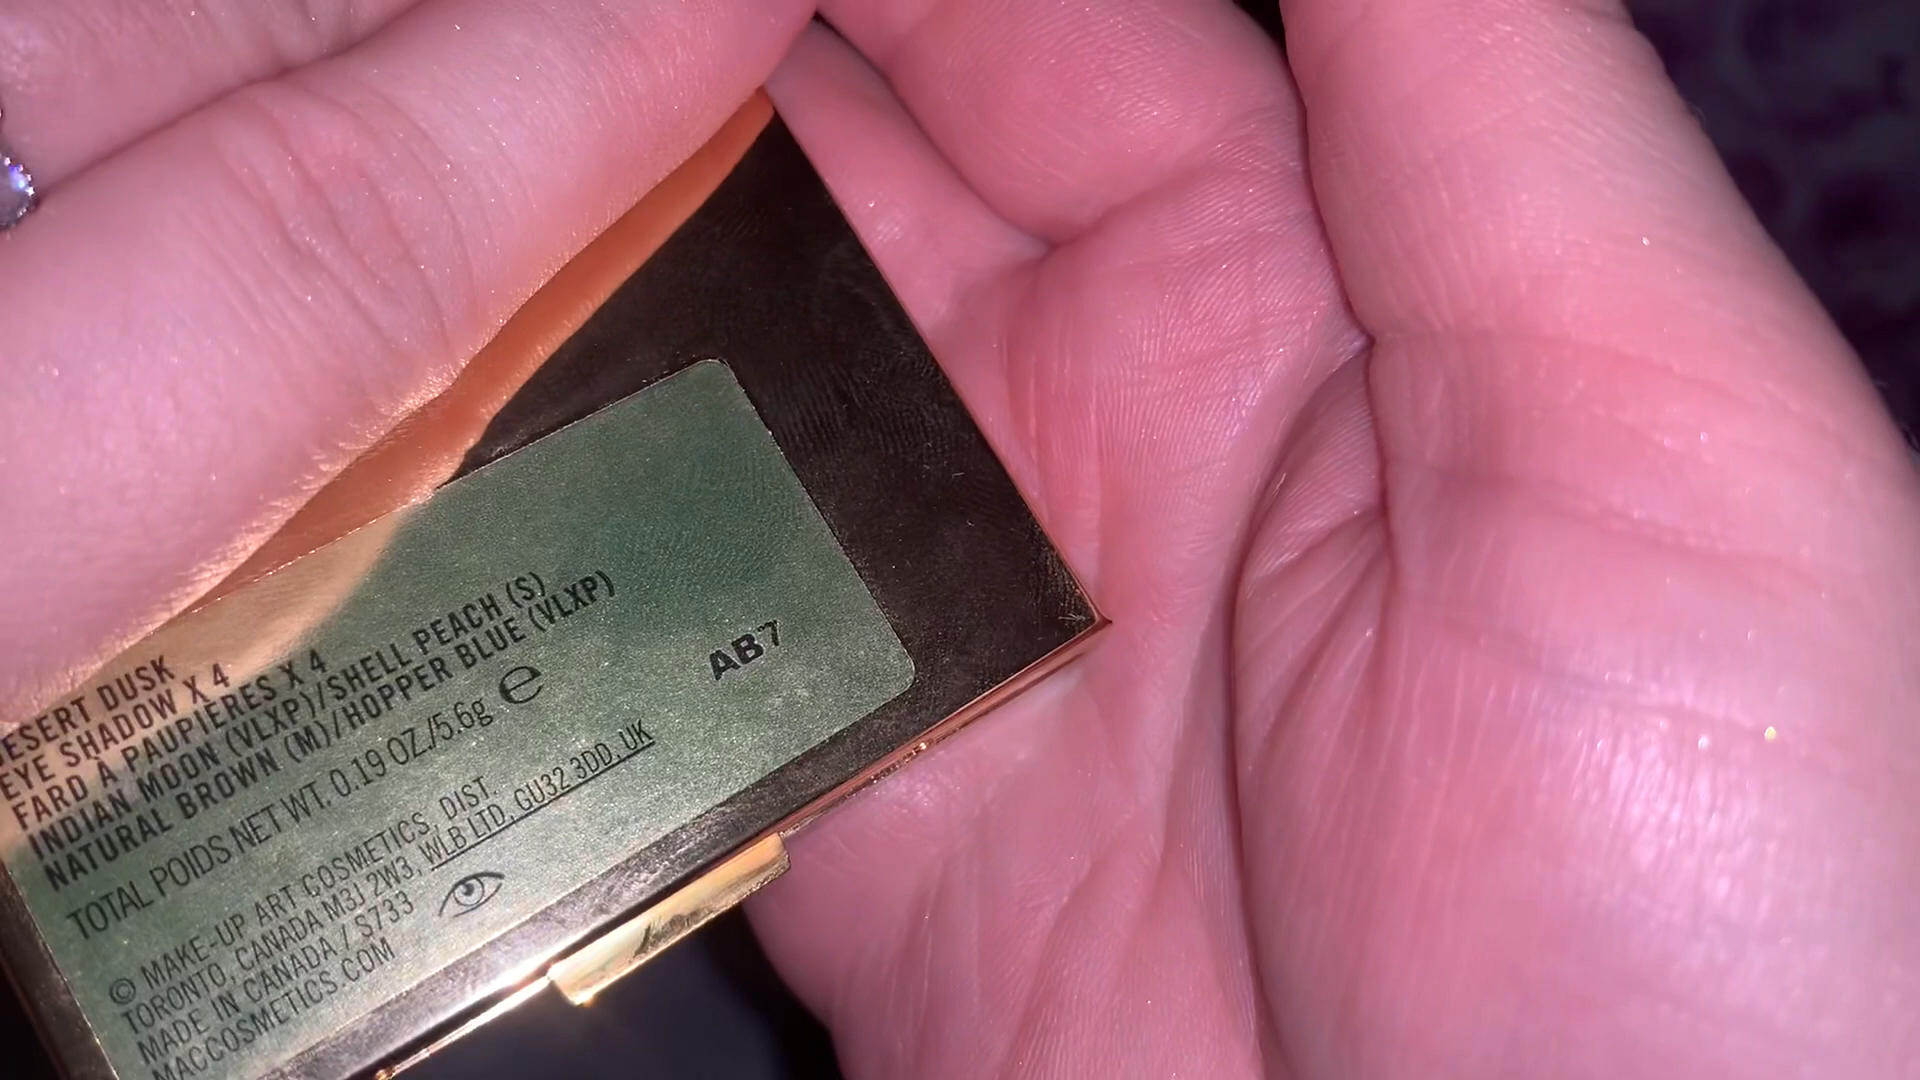 DESERT DUSK
EYE SHADOW X 4
FARD A PAUPIÈRES X 4
INDIAN MOON (VLXP)/SHELL PEACH (S)
NATURAL BROWN (M)/HOPPER BLUE (VLXP)
TOTAL POIDS NET WT. 0.19 OZ./5.6g ℮
AB7
© MAKE-UP ART COSMETICS, DIST.
TORONTO, CANADA M3J 2W3, WLB LTD, GU32 3DD, UK
MADE IN CANADA / S733
MACCOSMETICS.COM